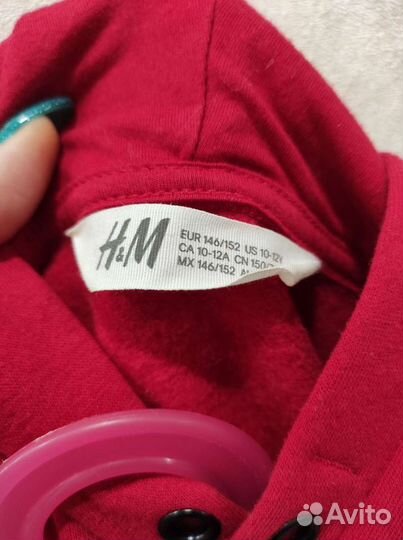 H&M
EUR 146/152 US 10-12Y
CA 10-12A CN 150/
MX 146/152
Avito